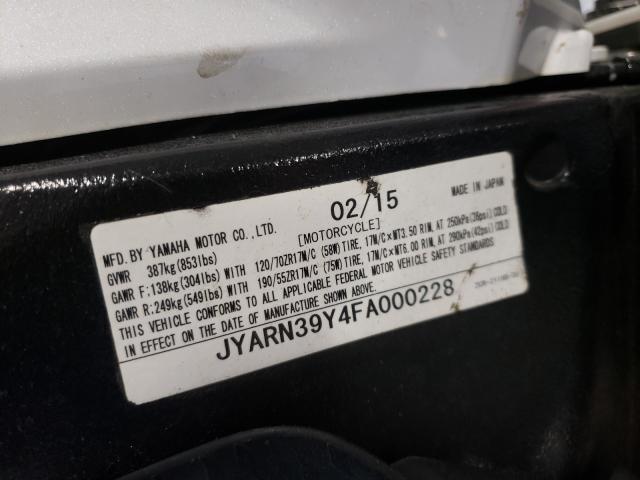 MFD. BY YAMAHA MOTOR CO., LTD. 02/15 MADE IN JAPAN
GVWR 387kg(853lbs) [MOTORCYCLE]
GAWR F:138kg(304lbs) WITH 120/70ZR17M/C (58W) TIRE, 17M/C×MT3.50 RIM, AT 250kPa(36psi) COLD
GAWR R:249kg(549lbs) WITH 190/55ZR17M/C (75W) TIRE, 17M/C×MT6.00 RIM, AT 290kPa(42psi) COLD
THIS VEHICLE CONFORMS TO ALL APPLICABLE FEDERAL MOTOR VEHICLE SAFETY STANDARDS
IN EFFECT ON THE DATE OF MANUFACTURE SHOWN ABOVE.
JYARN39Y4FA000228